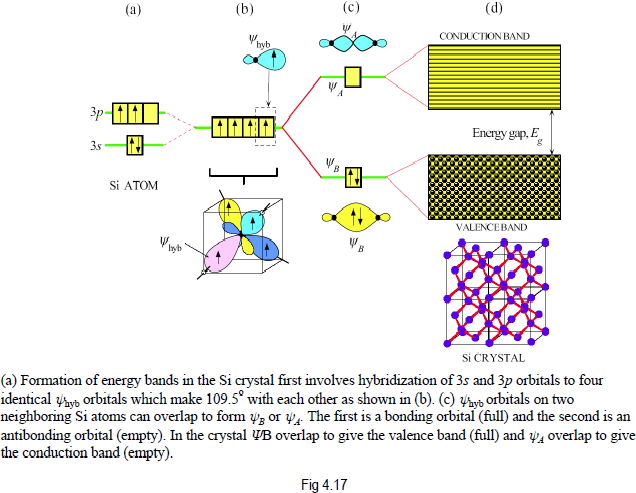 (a) (b) (c) (d)
ψhyb
ψA
CONDUCTION BAND
ψA
3p
3s
Energy gap, Eg
Si ATOM
ψB
ψhyb
ψB
VALENCE BAND
Si CRYSTAL
(a) Formation of energy bands in the Si crystal first involves hybridization of 3s and 3p orbitals to four
identical ψhyb orbitals which make 109.5° with each other as shown in (b). (c) ψhyb orbitals on two
neighboring Si atoms can overlap to form ψB or ψA. The first is a bonding orbital (full) and the second is an
antibonding orbital (empty). In the crystal ΨB overlap to give the valence band (full) and ψA overlap to give
the conduction band (empty).
Fig 4.17